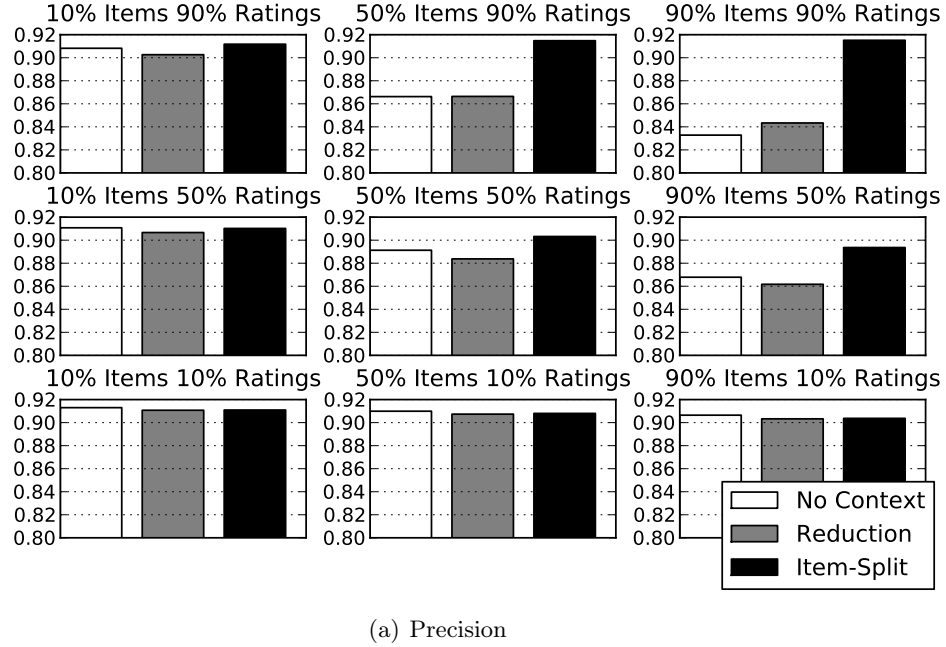 10% Items 90% Ratings 50% Items 90% Ratings 90% Items 90% Ratings
0.92 0.92 0.92
0.90 0.90 0.90
0.88 0.88 0.88
0.86 0.86 0.86
0.84 0.84 0.84
0.82 0.82 0.82
0.80 0.80 0.80
10% Items 50% Ratings 50% Items 50% Ratings 90% Items 50% Ratings
0.92 0.92 0.92
0.90 0.90 0.90
0.88 0.88 0.88
0.86 0.86 0.86
0.84 0.84 0.84
0.82 0.82 0.82
0.80 0.80 0.80
10% Items 10% Ratings 50% Items 10% Ratings 90% Items 10% Ratings
0.92 0.92 0.92
0.90 0.90 0.90
0.88 0.88 0.88
0.86 0.86 0.86
0.84 0.84 0.84
0.82 0.82 0.82
0.80 0.80 0.80
No Context
Reduction
Item-Split
(a) Precision